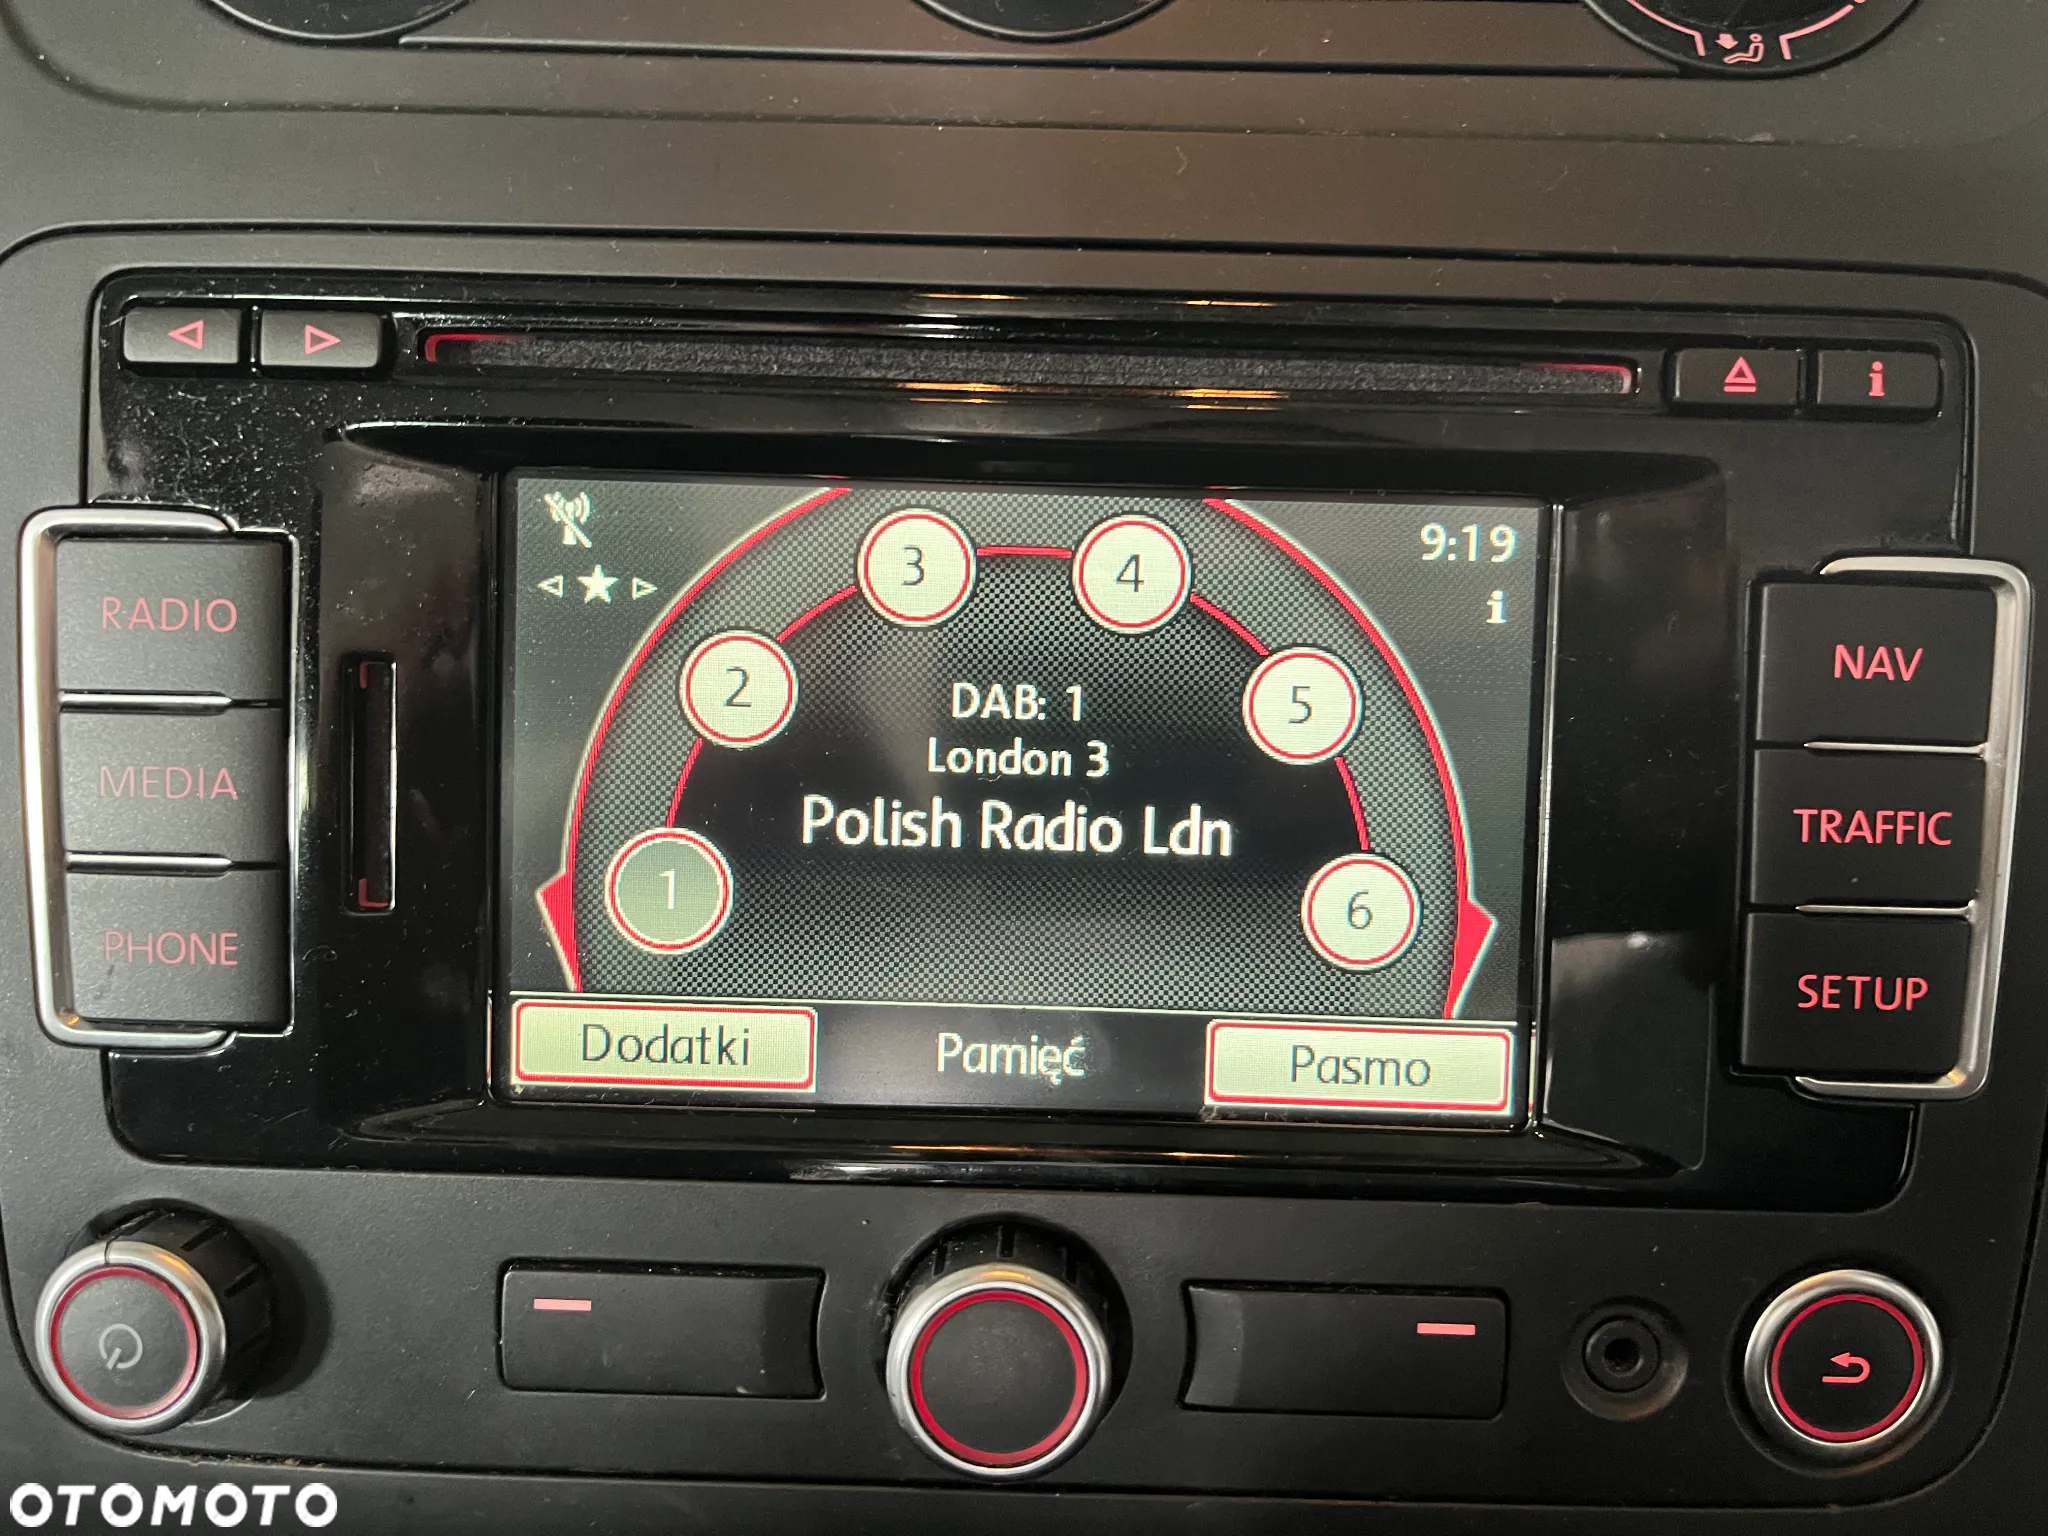 9:19
3 4
i
RADIO
2
5
NAV
DAB: 1
London 3
MEDIA
Polish Radio Ldn
TRAFFIC
1
6
PHONE
SETUP
Dodatki Pamięć Pasmo
OTOMOTO